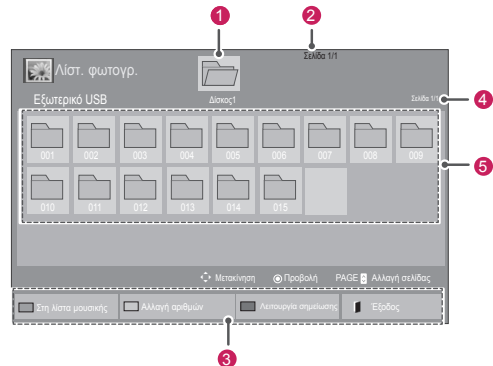 1
2
Σελίδα 1/1
Λίστ. φωτογρ.
Εξωτερικό USB
Δίσκος1
Σελίδα 1/1
4
001 002 003 004 005 006 007 008 009
5
010 011 012 013 014 015
Μετακίνηση Προβολή PAGE Αλλαγή σελίδας
Στη λίστα μουσικής Αλλαγή αριθμών Λειτουργία σημείωσης Έξοδος
3